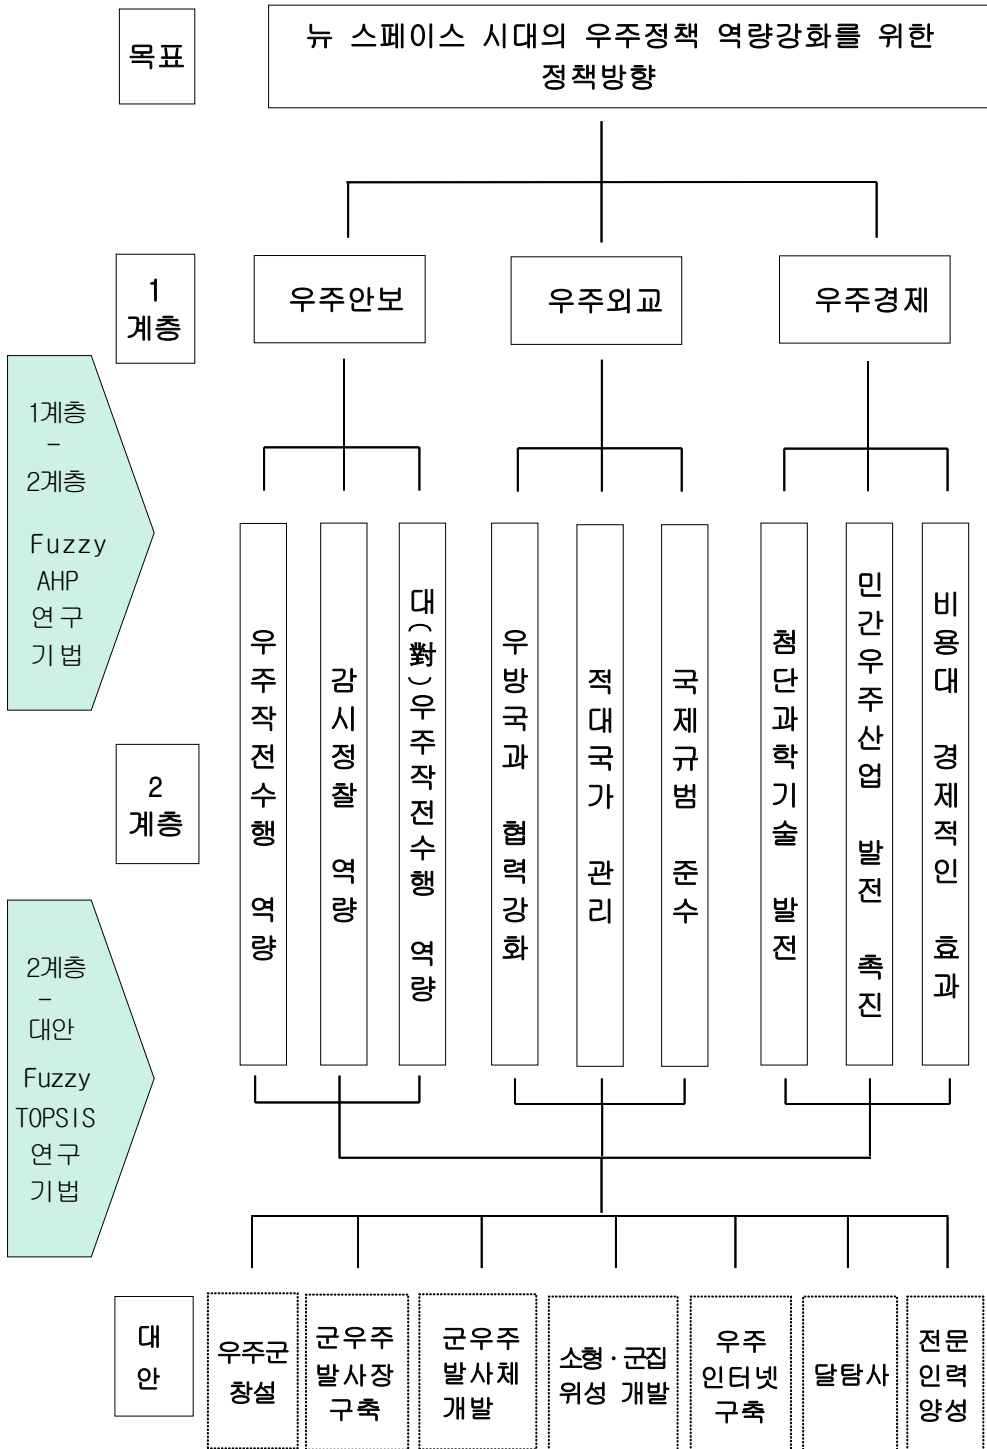 목표
뉴 스페이스 시대의 우주정책 역량강화를 위한
정책방향
1
계층
우주안보
우주외교
우주경제
1계층
-
2계층
Fuzzy
AHP
연구
기법
2
계층
우주작전수행 역량
감시정찰 역량
대(對)우주작전수행 역량
우방국과 협력강화
적대국가 관리
국제규범 준수
첨단과학기술 발전
민간우주산업 발전 촉진
비용대 경제적인 효과
2계층
-
대안
Fuzzy
TOPSIS
연구
기법
대
안
우주군
창설
군우주
발사장
구축
군우주
발사체
개발
소형·군집
위성 개발
우주
인터넷
구축
달탐사
전문
인력
양성